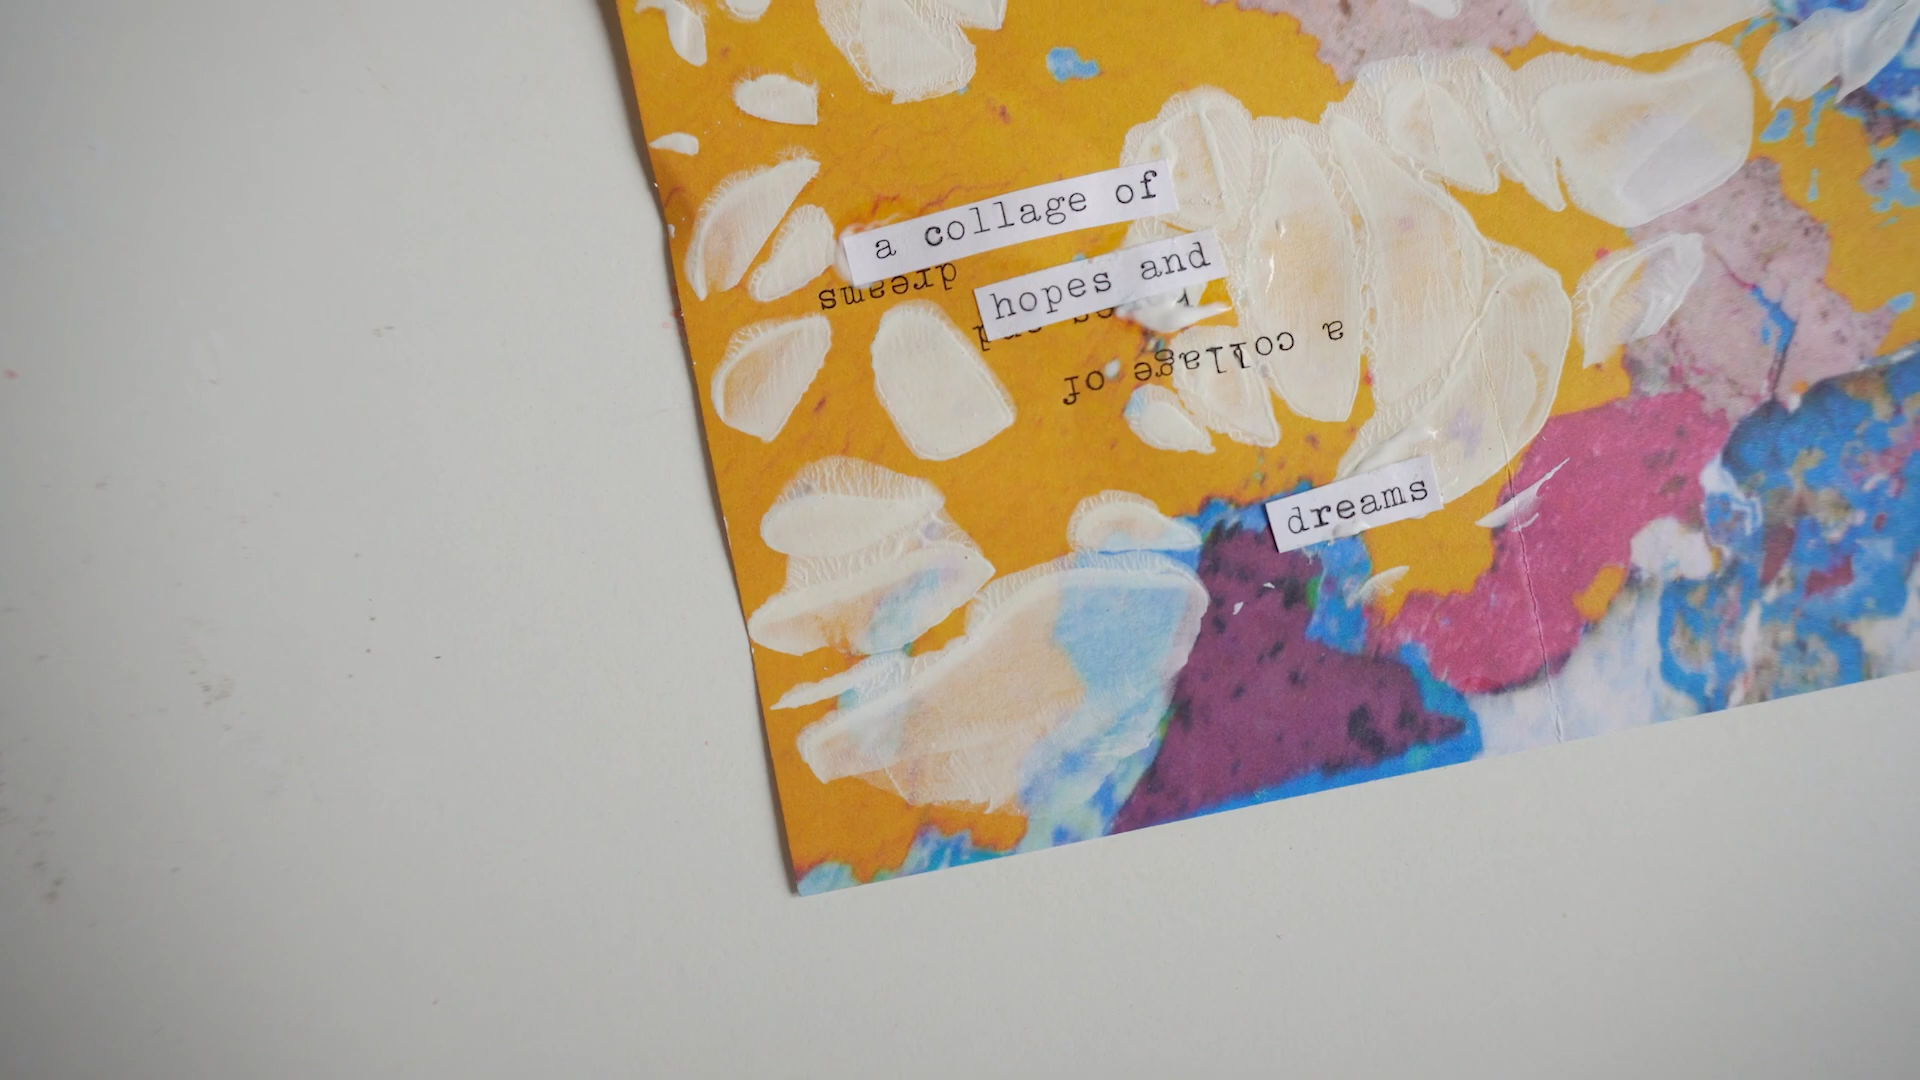 a collage of
hopes and
dreams
dreams
a collage of